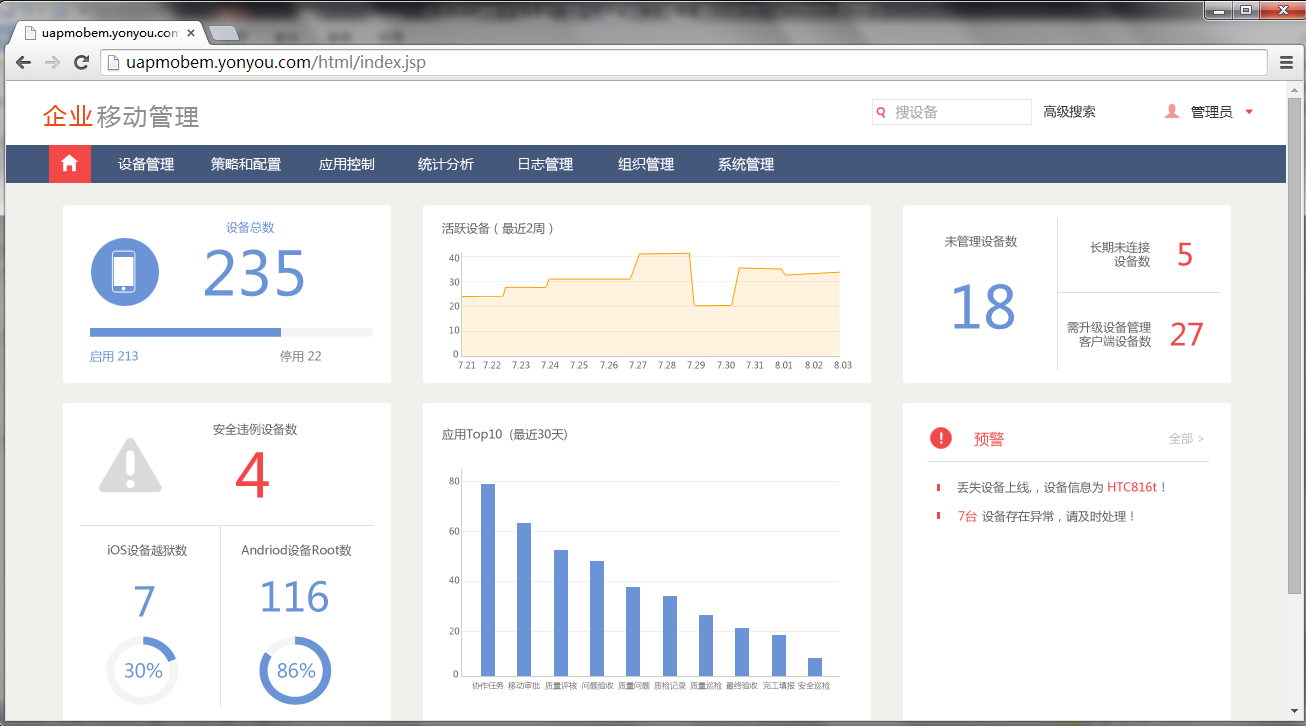 uapmobem.yonyou.com
uapmobem.yonyou.com/html/index.jsp
企业移动管理
搜设备
高级搜索
管理员
设备管理 策略和配置 应用控制 统计分析 日志管理 组织管理 系统管理
设备总数
235
启用 213
停用 22
活跃设备（最近2周）
40
30
20
10
0
7.21 7.22 7.23 7.24 7.25 7.26 7.27 7.28 7.29 7.30 7.31 8.01 8.02 8.03
未管理设备数
18
长期未连接
设备数
5
需升级设备管理
客户端设备数
27
安全违例设备数
4
iOS设备越狱数
7
30%
Andriod设备Root数
116
86%
应用Top10 (最近30天)
80
60
40
20
0
协作任务 移动审批 质量评核 问题验收 质量问题 质检记录 质量巡检 最终验收 完工填报 安全巡检
预警
全部 >
丢失设备上线,，设备信息为 HTC816t！
7台 设备存在异常，请及时处理！